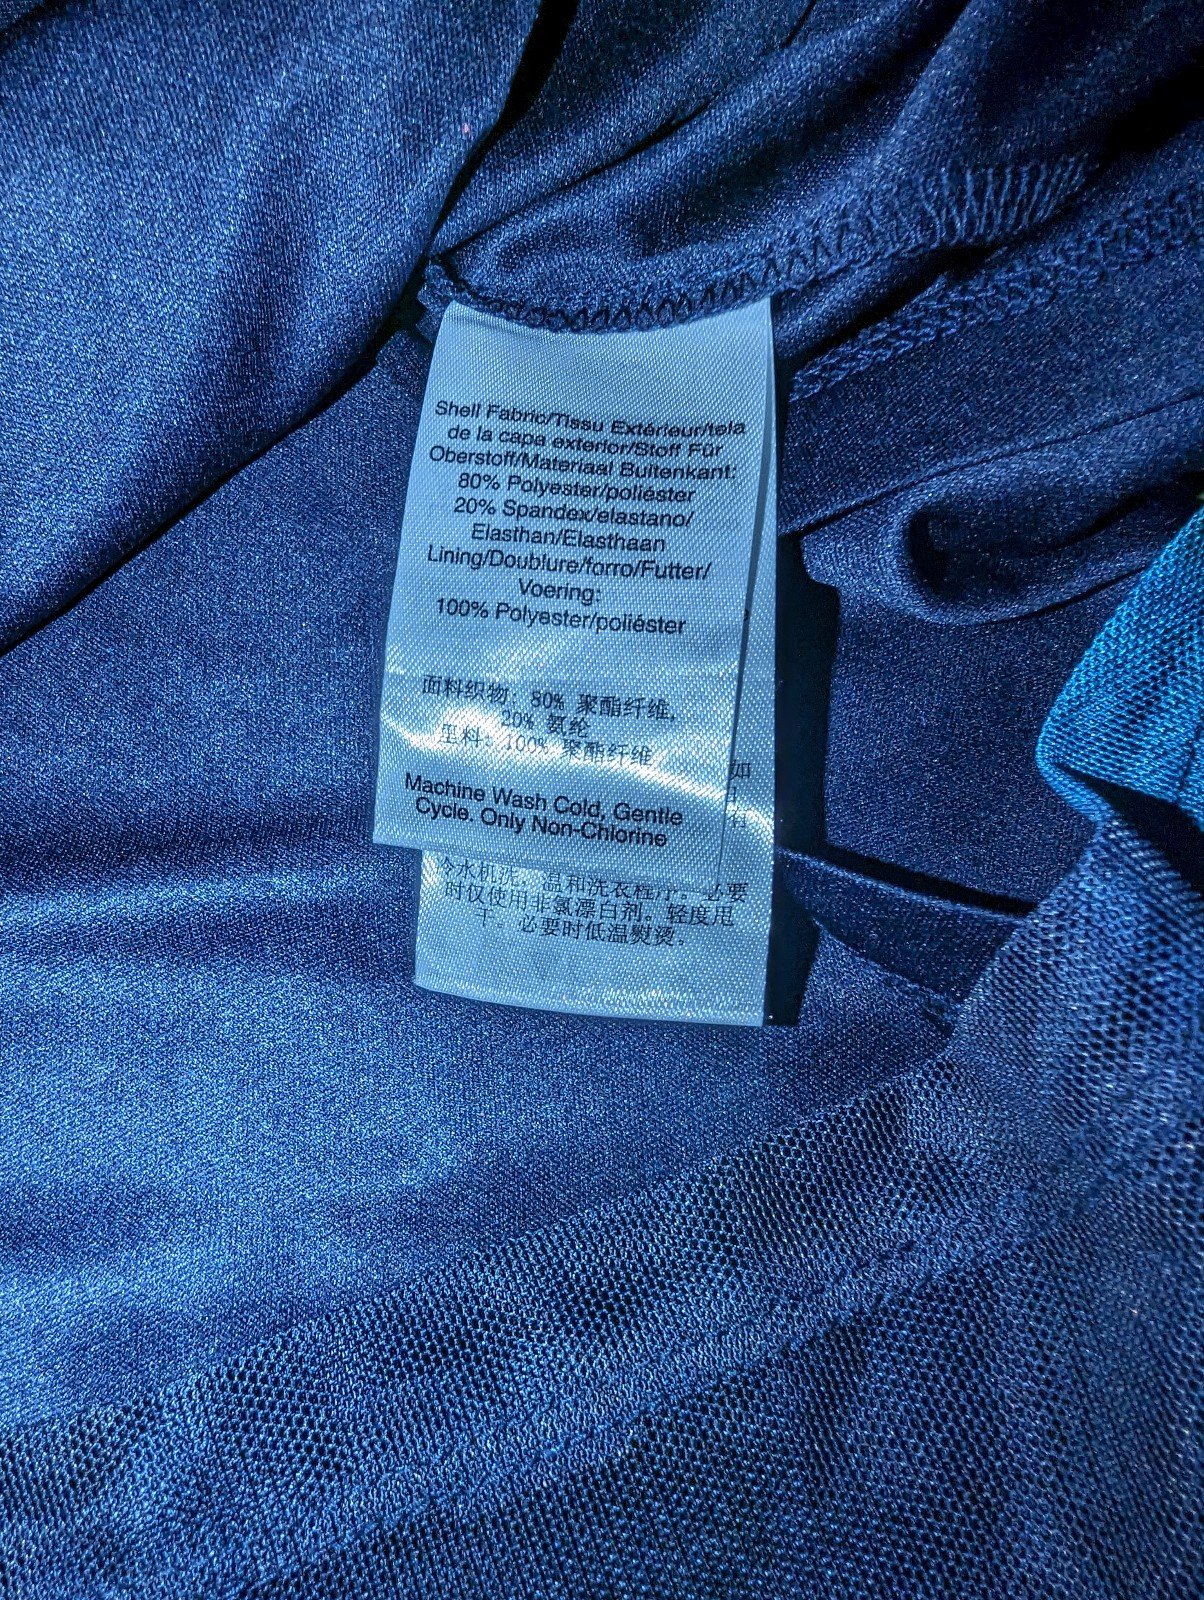 Shell Fabric/Tissu Extérieur/tela
de la capa exterior/Stoff Für
Oberstoff/Materiaal Buitenkant:
80% Polyester/poliéster
20% Spandex/elastano/
Elasthan/Elasthaan
Lining/Doublure/forro/Futter/
Voering:
100% Polyester/poliéster
面料织物: 80% 聚酯纤维,
20% 氨纶
里料: 100% 聚酯纤维
Machine Wash Cold, Gentle
Cycle. Only Non-Chlorine
如
有
冷水机洗, 温和洗衣程序。必要
时仅使用非氯漂白剂。轻度甩
干。必要时低温熨烫。